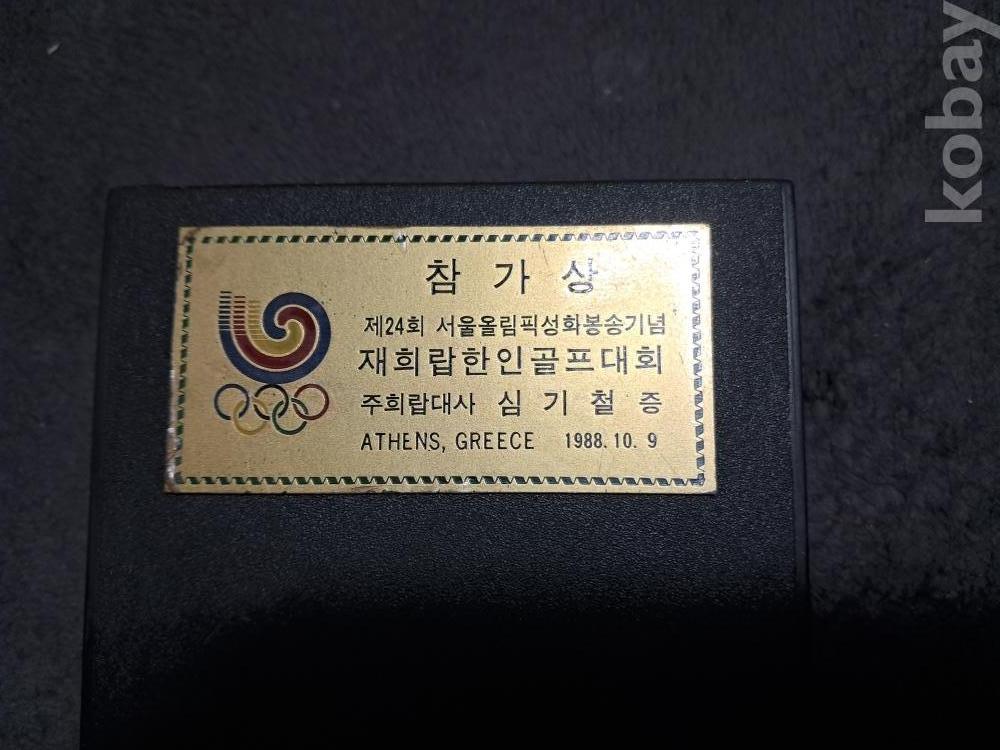 참가상
제24회 서울올림픽성화봉송기념
재희랍한인골프대회
주희랍대사 심기철 증
ATHENS, GREECE 1988. 10. 9
kobay